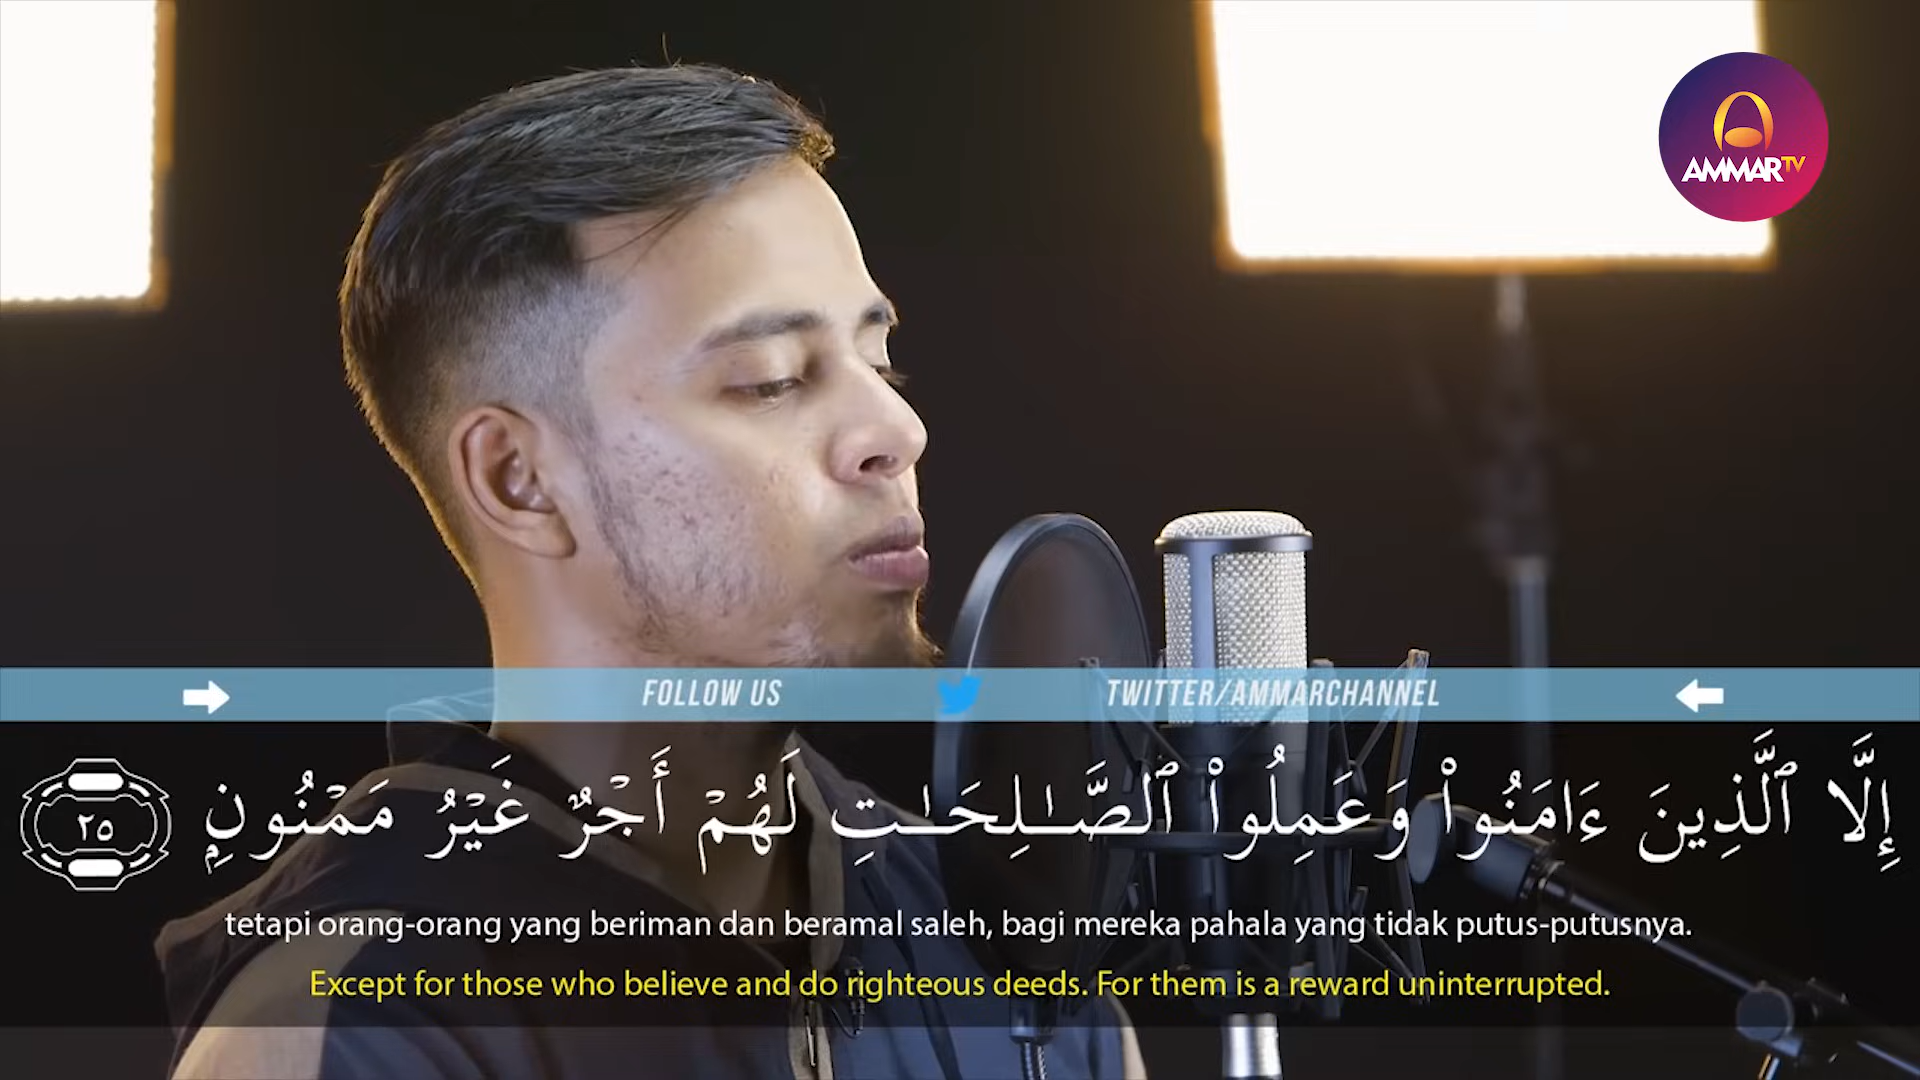 AMMARTV
FOLLOW US TWITTER/AMMARCHANNEL
إِلَّا ٱلَّذِينَ ءَامَنُوا۟ وَعَمِلُوا۟ ٱلصَّـٰلِحَـٰتِ لَهُمْ أَجْرٌ غَيْرُ مَمْنُونٍۭ ٢٥
tetapi orang-orang yang beriman dan beramal saleh, bagi mereka pahala yang tidak putus-putusnya.
Except for those who believe and do righteous deeds. For them is a reward uninterrupted.